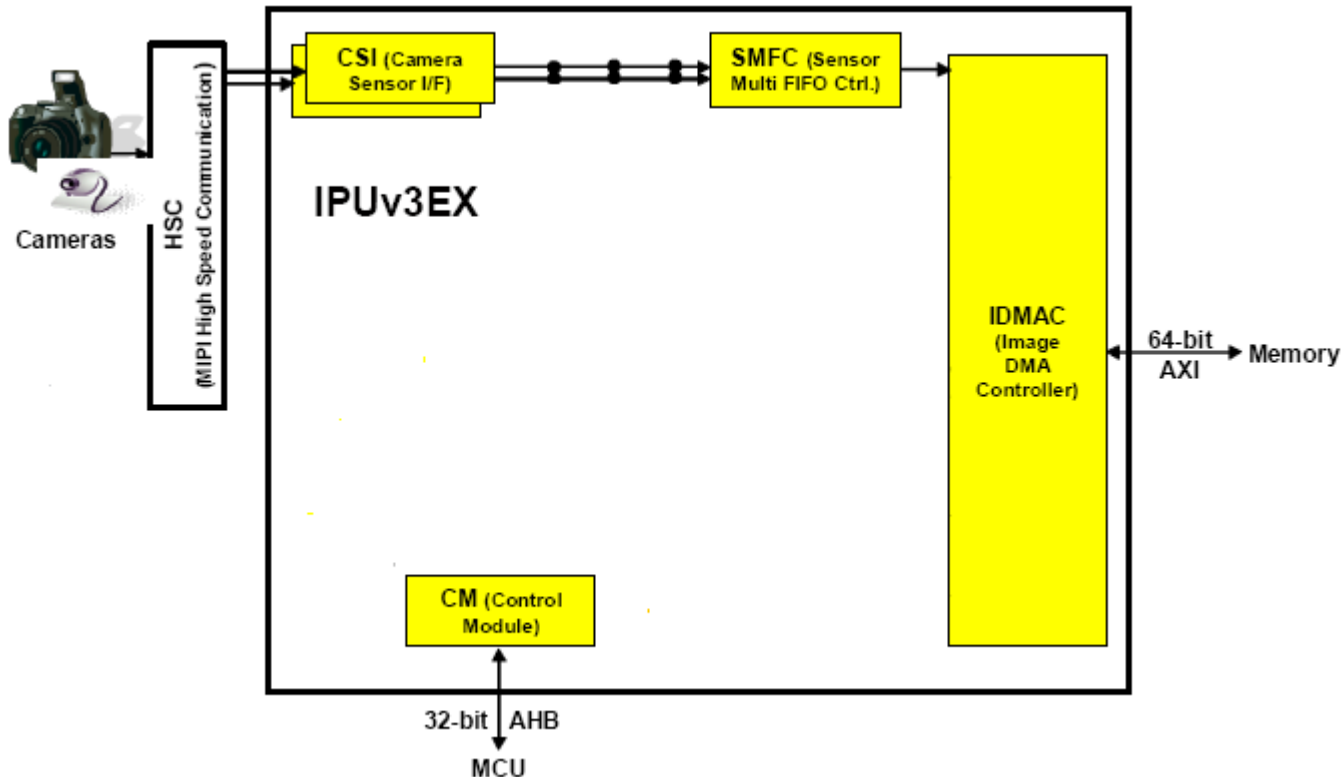 CSI (Camera
Sensor I/F)
SMFC (Sensor
Multi FIFO Ctrl.)
Cameras
HSC
(MIPI High Speed Communication)
IPUv3EX
IDMAC
(Image
DMA
Controller)
64-bit
AXI
Memory
CM (Control
Module)
32-bit AHB
MCU